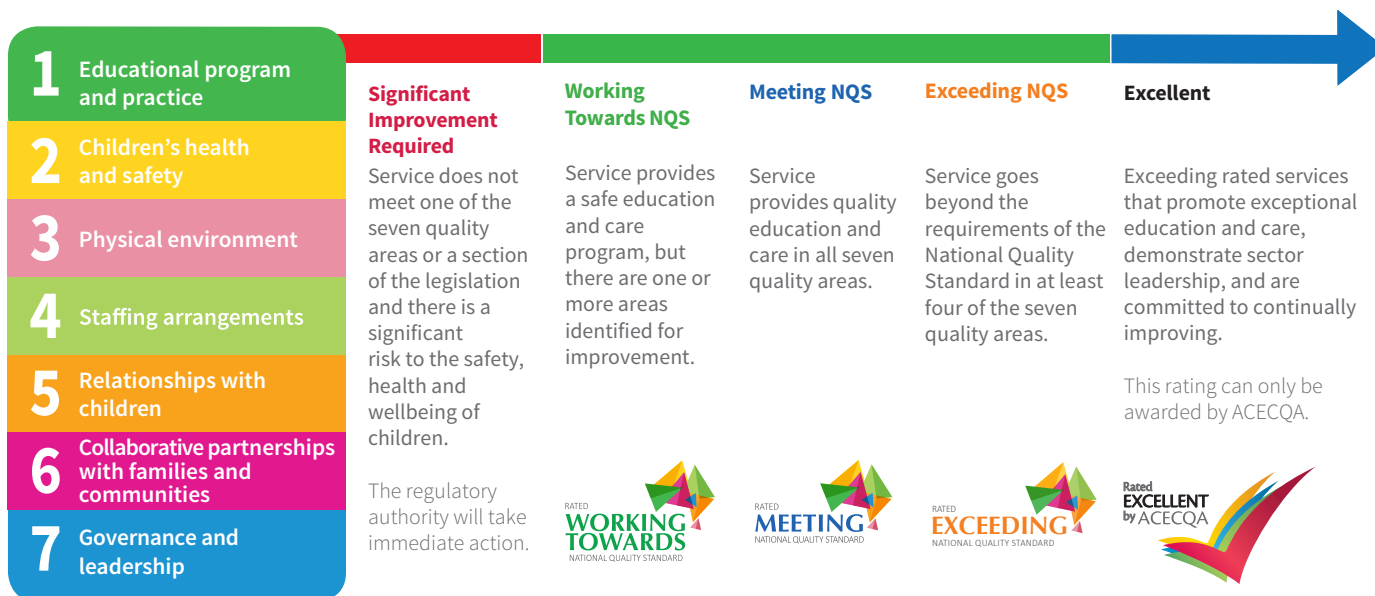 1
Educational program
and practice
2
Children's health
and safety
3
Physical environment
4
Staffing arrangements
5
Relationships with
children
6
Collaborative partnerships
with families and
communities
7
Governance and
leadership
Significant
Improvement
Required
Service does not
meet one of the
seven quality
areas or a section
of the legislation
and there is a
significant
risk to the safety,
health and
wellbeing of
children.
The regulatory
authority will take
immediate action.
Working
Towards NQS
Service provides
a safe education
and care
program, but
there are one or
more areas
identified for
improvement.
RATED
WORKING
TOWARDS
NATIONAL QUALITY STANDARD
Meeting NQS
Service
provides quality
education and
care in all seven
quality areas.
RATED
MEETING
NATIONAL QUALITY STANDARD
Exceeding NQS
Service goes
beyond the
requirements of the
National Quality
Standard in at least
four of the seven
quality areas.
RATED
EXCEEDING
NATIONAL QUALITY STANDARD
Excellent
Exceeding rated services
that promote exceptional
education and care,
demonstrate sector
leadership, and are
committed to continually
improving.
This rating can only be
awarded by ACECQA.
Rated
EXCELLENT
by ACECQA